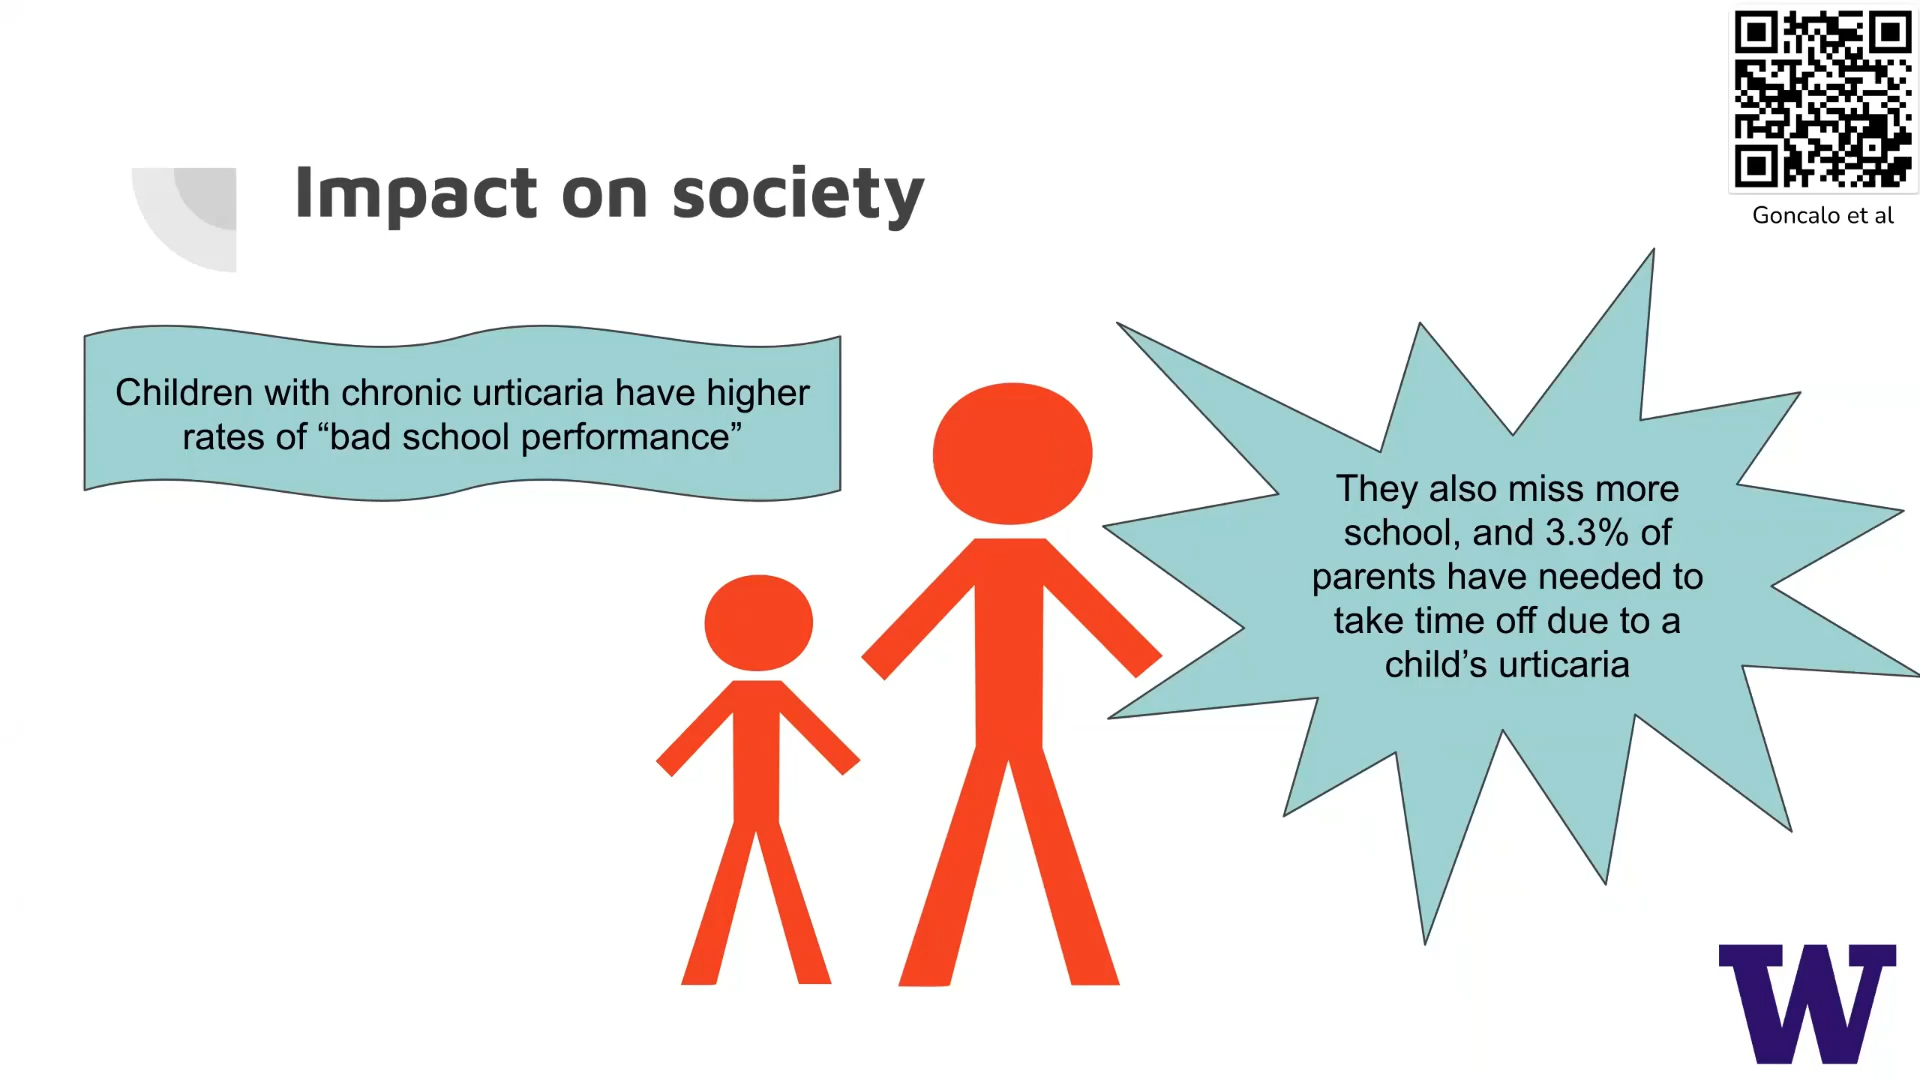 Goncalo et al
Impact on society
Children with chronic urticaria have higher
rates of “bad school performance”
They also miss more
school, and 3.3% of
parents have needed to
take time off due to a
child’s urticaria
W